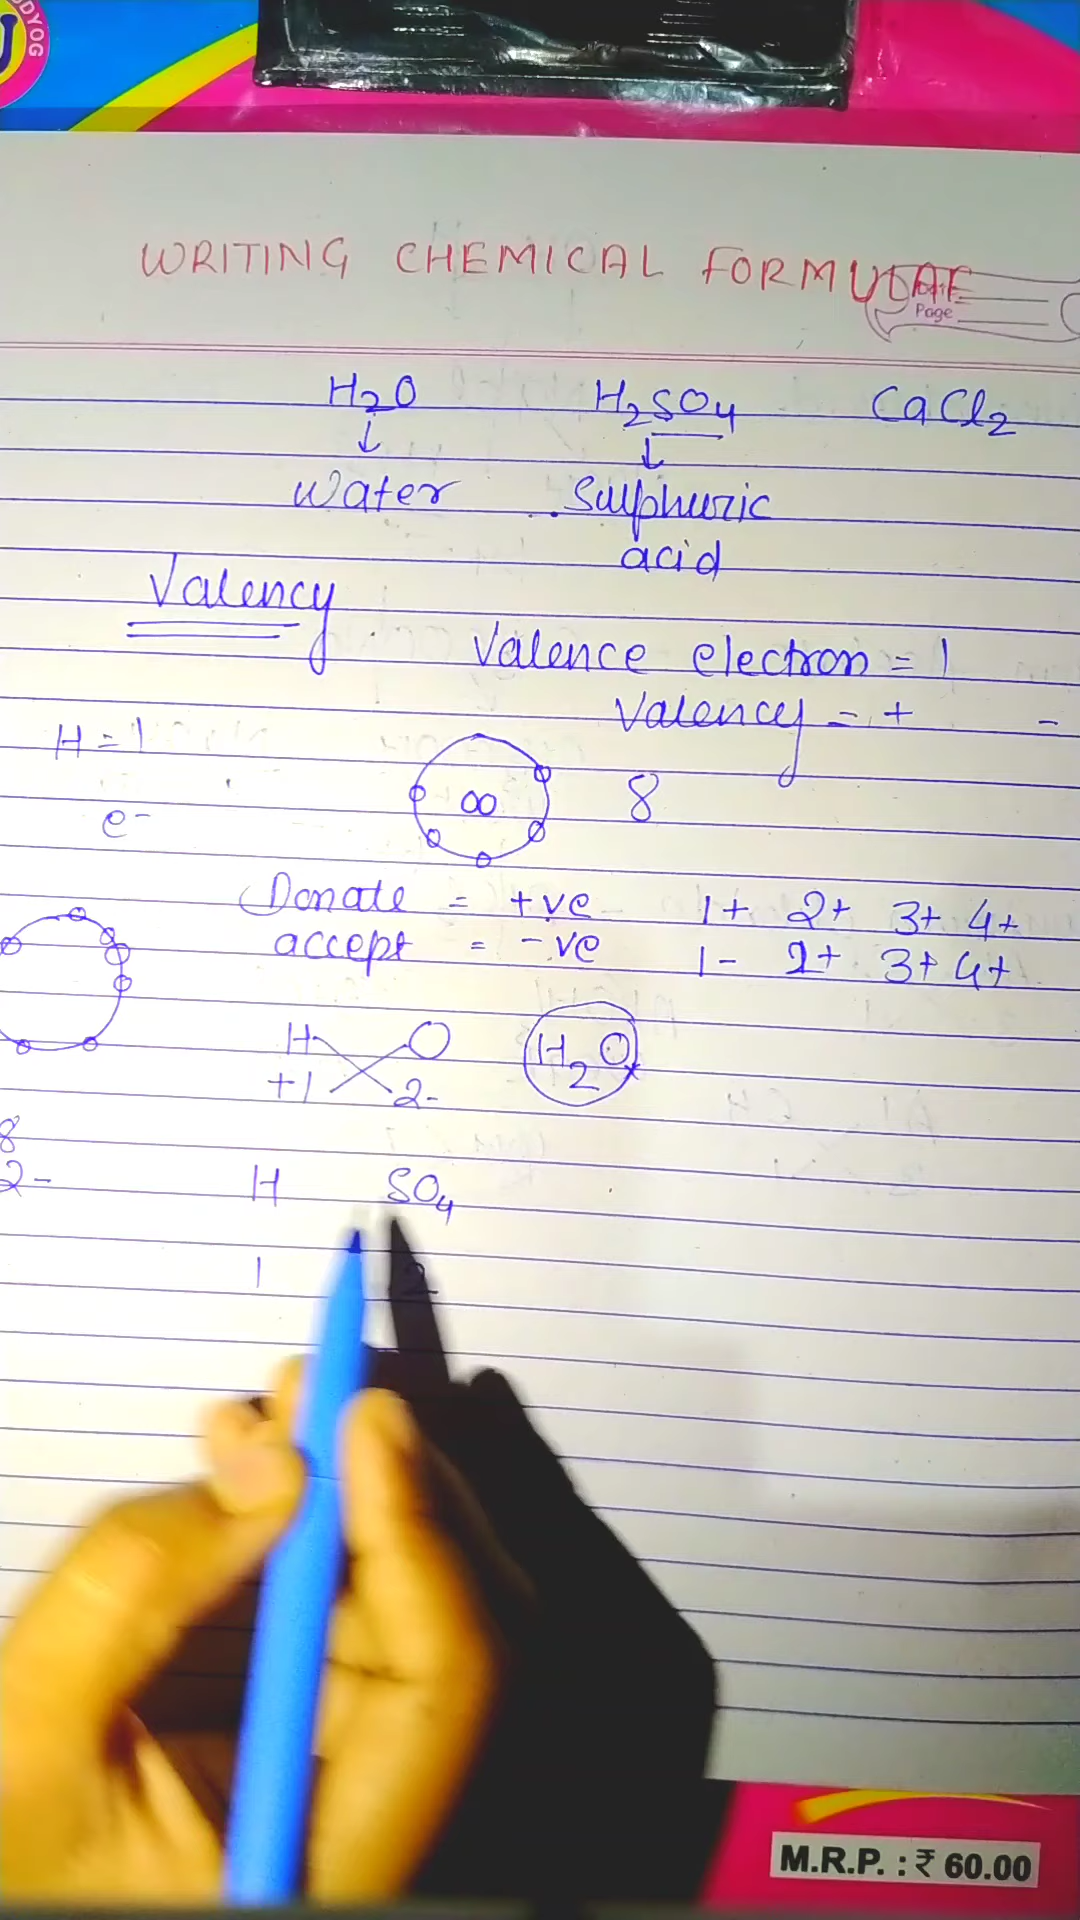 DYOG
WRITING CHEMICAL FORMULAE
Page
H2O H2SO4 CaCl2
↓ ↓
Water Sulphuric
acid
Valency
Valence electron = 1
Valency = + -
H = 1
8
e-
Donate = +ve 1+ 2+ 3+ 4+
accept = -ve 1- 2+ 3+ 4+
H O H2O
+1 2-
8
2- H SO4
1 2
M.R.P. : ₹ 60.00